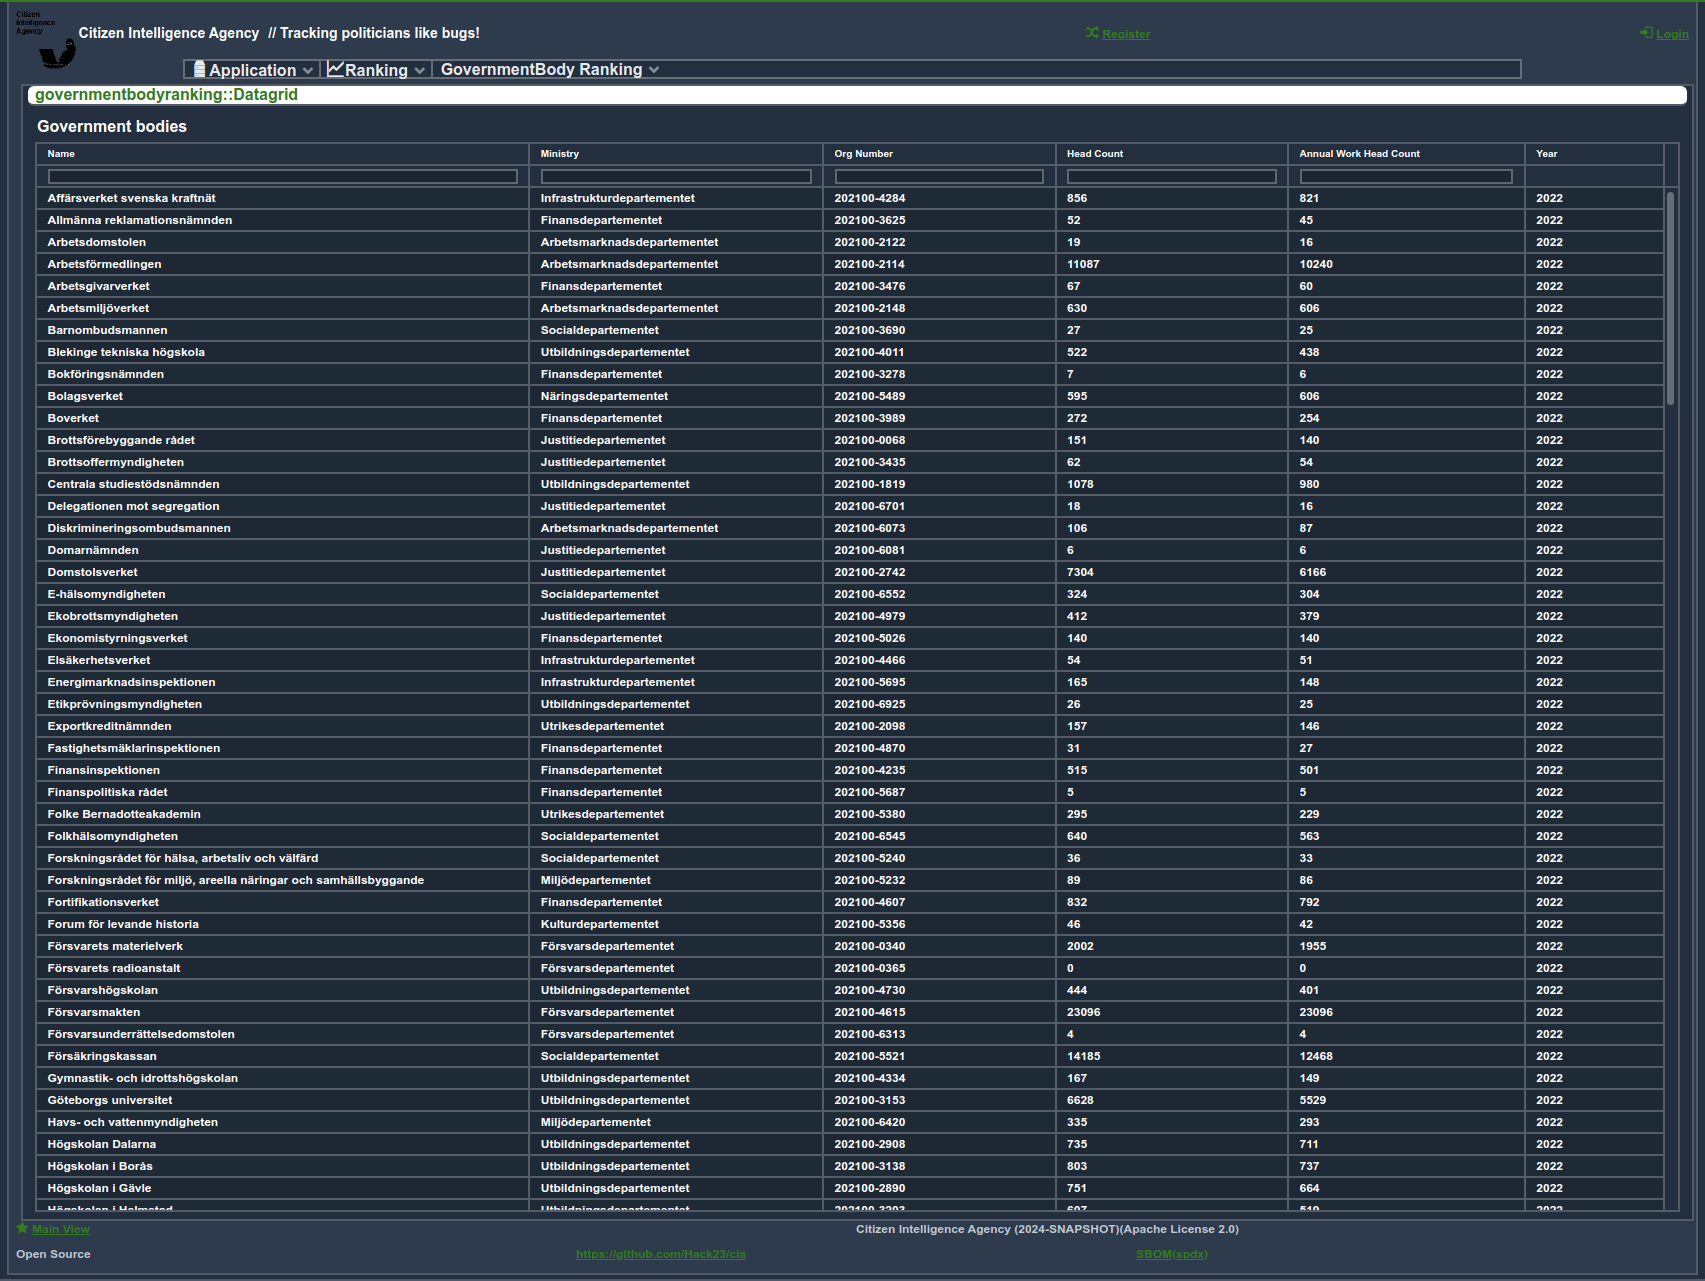 Citizen
Intelligence
Agency
Citizen Intelligence Agency // Tracking politicians like bugs!
Register
Login
Application Ranking GovernmentBody Ranking
governmentbodyranking::Datagrid
Government bodies
Name Ministry Org Number Head Count Annual Work Head Count Year
Affärsverket svenska kraftnät Infrastrukturdepartementet 202100-4284 856 821 2022
Allmänna reklamationsnämnden Finansdepartementet 202100-3625 52 45 2022
Arbetsdomstolen Arbetsmarknadsdepartementet 202100-2122 19 16 2022
Arbetsförmedlingen Arbetsmarknadsdepartementet 202100-2114 11087 10240 2022
Arbetsgivarverket Finansdepartementet 202100-3476 67 60 2022
Arbetsmiljöverket Arbetsmarknadsdepartementet 202100-2148 630 606 2022
Barnombudsmannen Socialdepartementet 202100-3690 27 25 2022
Blekinge tekniska högskola Utbildningsdepartementet 202100-4011 522 438 2022
Bokföringsnämnden Finansdepartementet 202100-3278 7 6 2022
Bolagsverket Näringsdepartementet 202100-5489 595 606 2022
Boverket Finansdepartementet 202100-3989 272 254 2022
Brottsförebyggande rådet Justitiedepartementet 202100-0068 151 140 2022
Brottsoffermyndigheten Justitiedepartementet 202100-3435 62 54 2022
Centrala studiestödsnämnden Utbildningsdepartementet 202100-1819 1078 980 2022
Delegationen mot segregation Justitiedepartementet 202100-6701 18 16 2022
Diskrimineringsombudsmannen Arbetsmarknadsdepartementet 202100-6073 106 87 2022
Domarnämnden Justitiedepartementet 202100-6081 6 6 2022
Domstolsverket Justitiedepartementet 202100-2742 7304 6166 2022
E-hälsomyndigheten Socialdepartementet 202100-6552 324 304 2022
Ekobrottsmyndigheten Justitiedepartementet 202100-4979 412 379 2022
Ekonomistyrningsverket Finansdepartementet 202100-5026 140 140 2022
Elsäkerhetsverket Infrastrukturdepartementet 202100-4466 54 51 2022
Energimarknadsinspektionen Infrastrukturdepartementet 202100-5695 165 148 2022
Etikprövningsmyndigheten Utbildningsdepartementet 202100-6925 26 25 2022
Exportkreditnämnden Utrikesdepartementet 202100-2098 157 146 2022
Fastighetsmäklarinspektionen Finansdepartementet 202100-4870 31 27 2022
Finansinspektionen Finansdepartementet 202100-4235 515 501 2022
Finanspolitiska rådet Finansdepartementet 202100-5687 5 5 2022
Folke Bernadotteakademin Utrikesdepartementet 202100-5380 295 229 2022
Folkhälsomyndigheten Socialdepartementet 202100-6545 640 563 2022
Forskningsrådet för hälsa, arbetsliv och välfärd Socialdepartementet 202100-5240 36 33 2022
Forskningsrådet för miljö, areella näringar och samhällsbyggande Miljödepartementet 202100-5232 89 86 2022
Fortifikationsverket Finansdepartementet 202100-4607 832 792 2022
Forum för levande historia Kulturdepartementet 202100-5356 46 42 2022
Försvarets materielverk Försvarsdepartementet 202100-0340 2002 1955 2022
Försvarets radioanstalt Försvarsdepartementet 202100-0365 0 0 2022
Försvarshögskolan Utbildningsdepartementet 202100-4730 444 401 2022
Försvarsmakten Försvarsdepartementet 202100-4615 23096 23096 2022
Försvarsunderrättelsedomstolen Försvarsdepartementet 202100-6313 4 4 2022
Försäkringskassan Socialdepartementet 202100-5521 14185 12468 2022
Gymnastik- och idrottshögskolan Utbildningsdepartementet 202100-4334 167 149 2022
Göteborgs universitet Utbildningsdepartementet 202100-3153 6628 5529 2022
Havs- och vattenmyndigheten Miljödepartementet 202100-6420 335 293 2022
Högskolan Dalarna Utbildningsdepartementet 202100-2908 735 711 2022
Högskolan i Borås Utbildningsdepartementet 202100-3138 803 737 2022
Högskolan i Gävle Utbildningsdepartementet 202100-2890 751 664 2022
Högskolan i Halmstad Utbildningsdepartementet 202100-3203 607 519 2022
Main View
Citizen Intelligence Agency (2024-SNAPSHOT)(Apache License 2.0)
Open Source
https://github.com/Hack23/cia
SBOM(spdx)